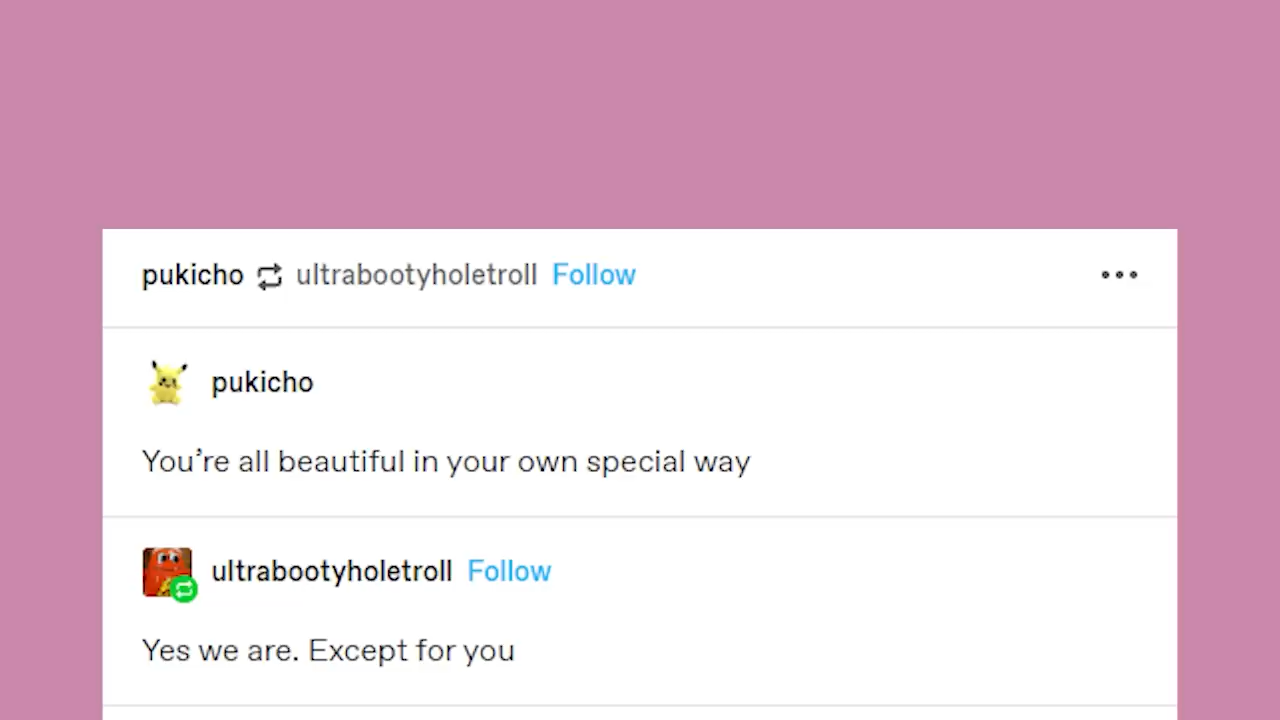 pukicho ultrabootyholetroll Follow
pukicho
You’re all beautiful in your own special way
ultrabootyholetroll Follow
Yes we are. Except for you